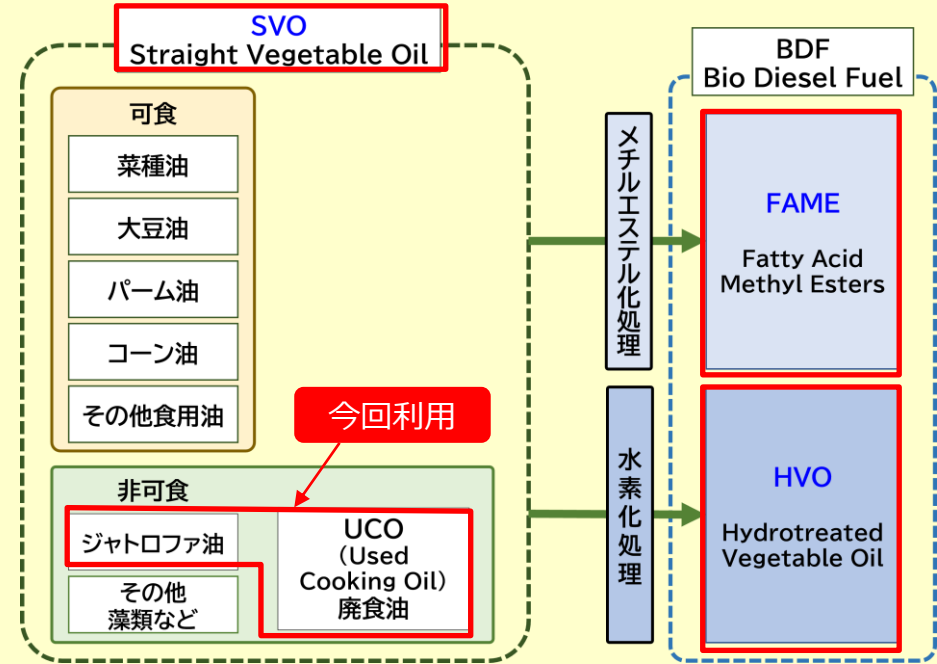 SVO
Straight Vegetable Oil
可食
菜種油
大豆油
パーム油
コーン油
その他食用油
今回利用
非可食
ジャトロファ油
その他
藻類など
UCO
(Used
Cooking Oil)
廃食油
メチルエステル化処理
水素化処理
BDF
Bio Diesel Fuel
FAME
Fatty Acid
Methyl Esters
HVO
Hydrotreated
Vegetable Oil